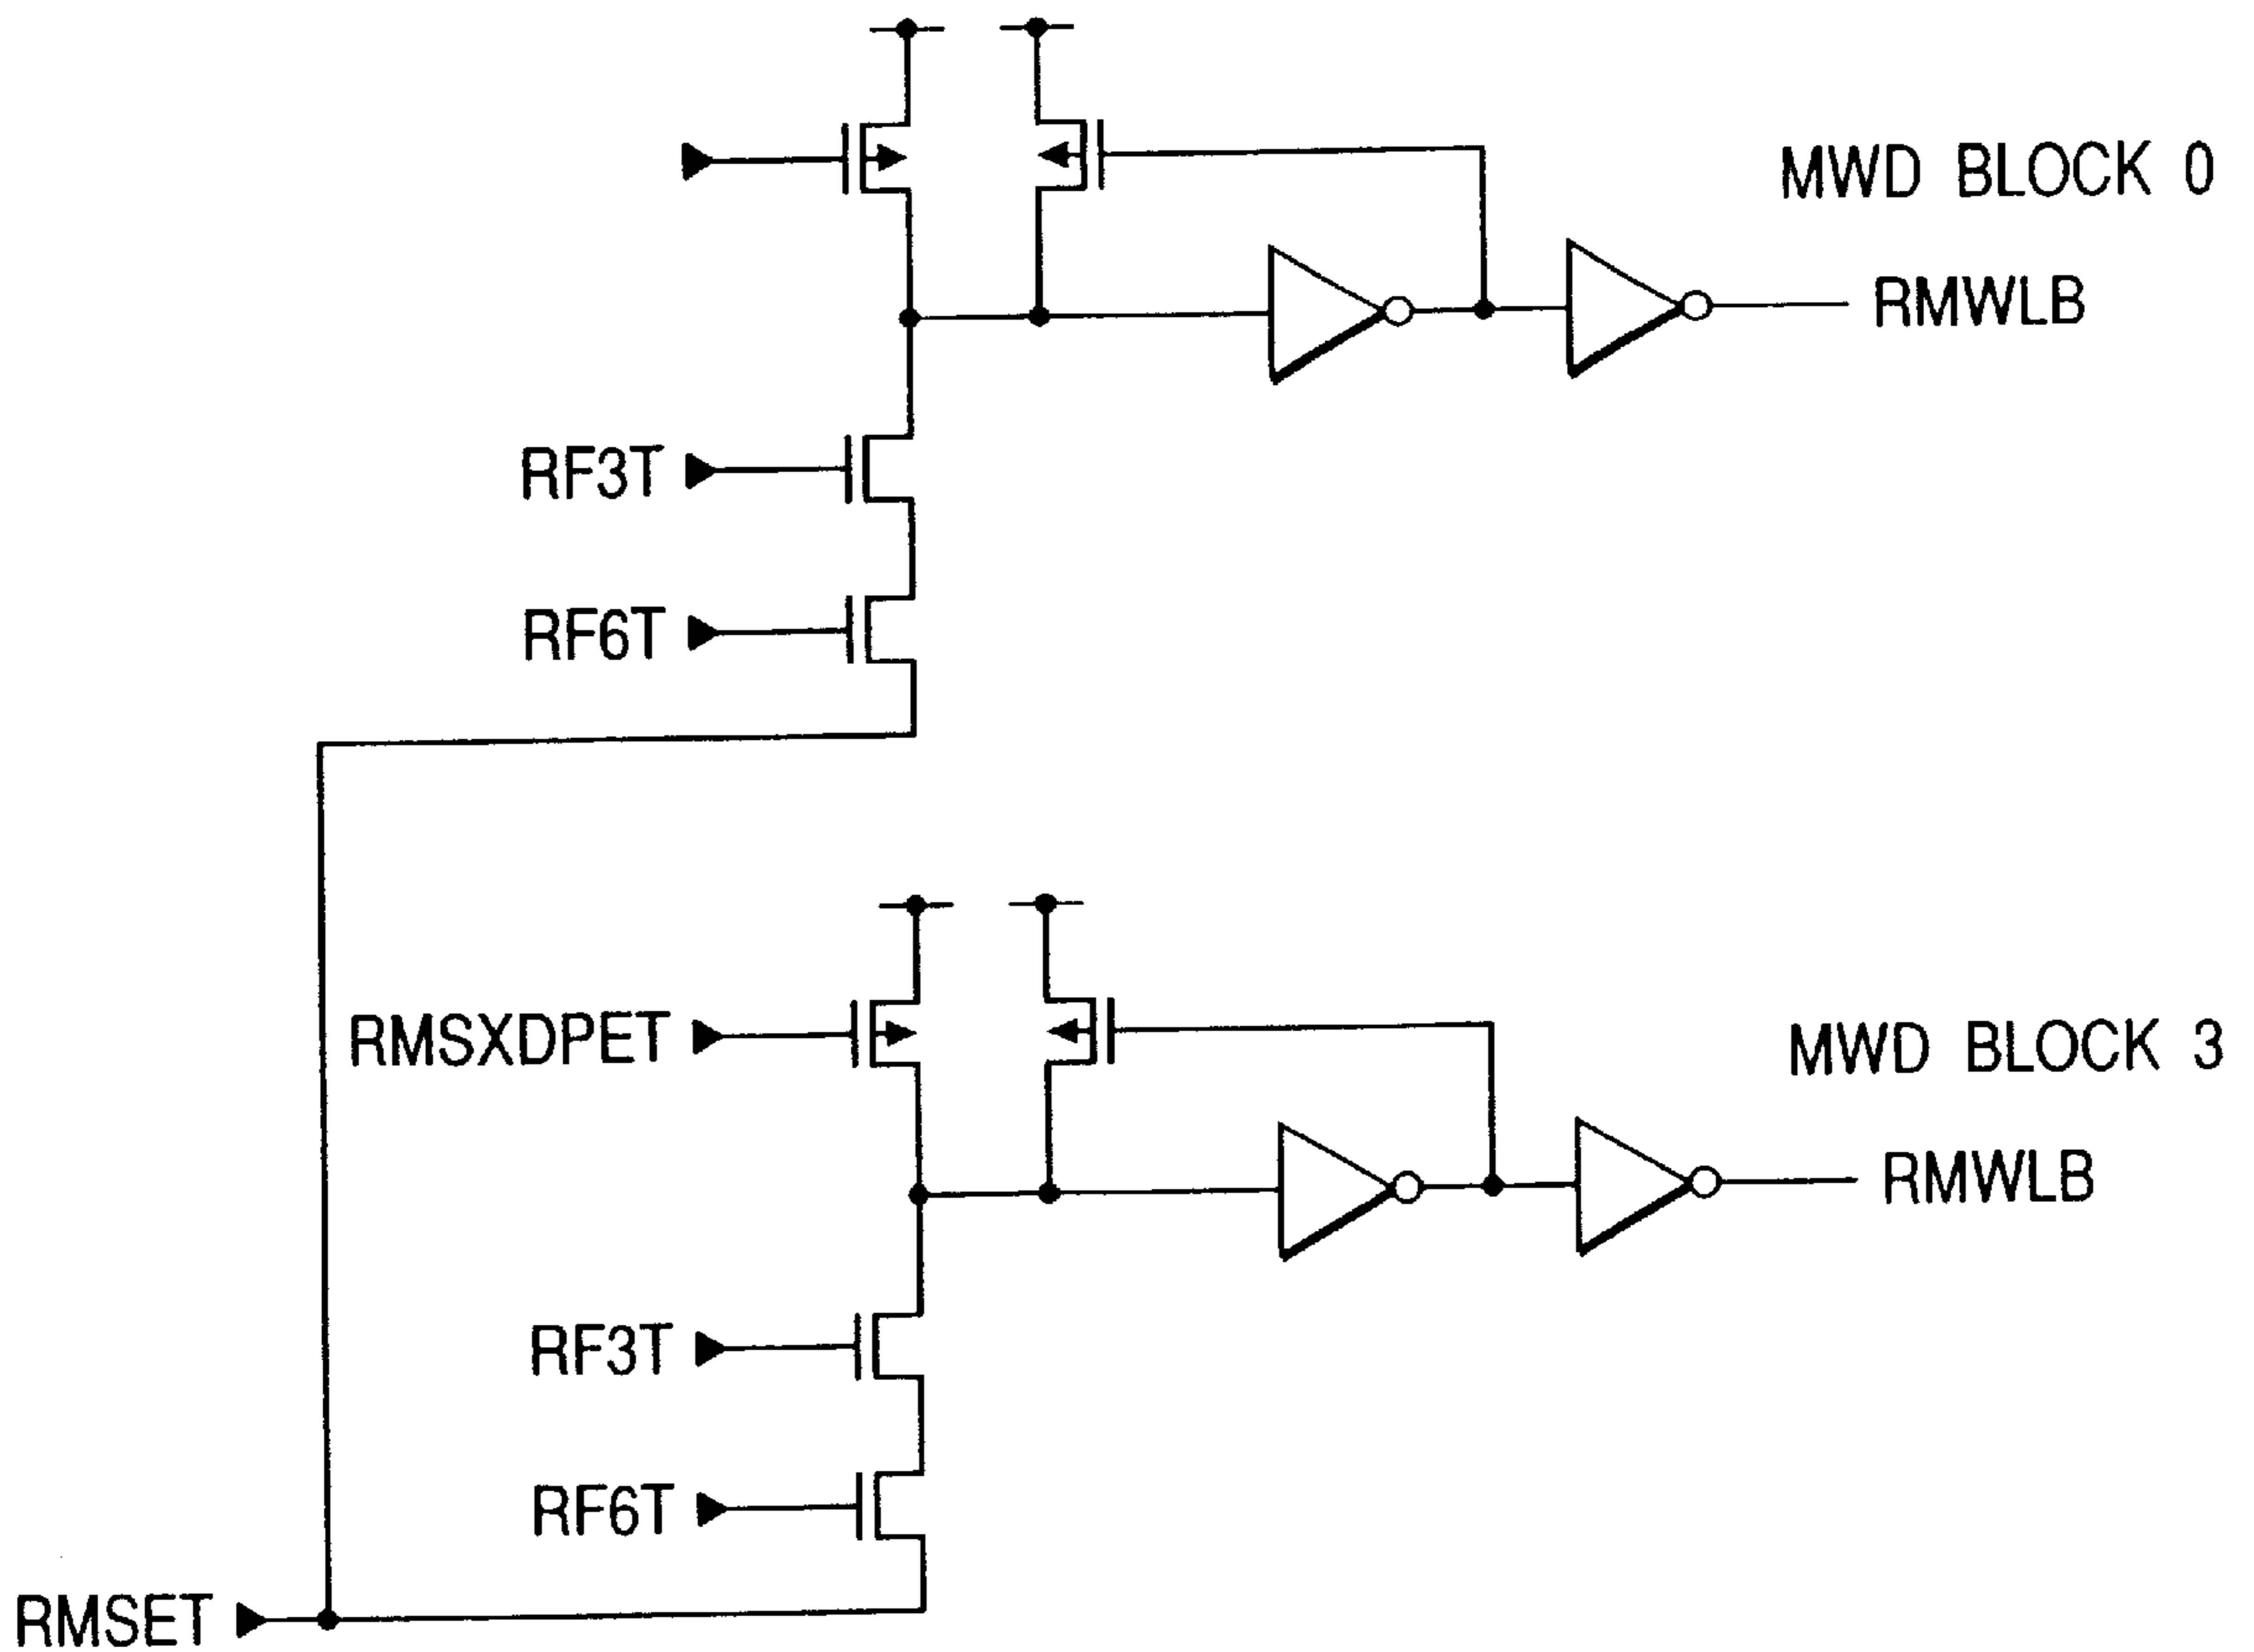 MWD BLOCK 0
RMWLB
RF3T
RF6T
RMSXDPET
MWD BLOCK 3
RMWLB
RF3T
RF6T
RMSET